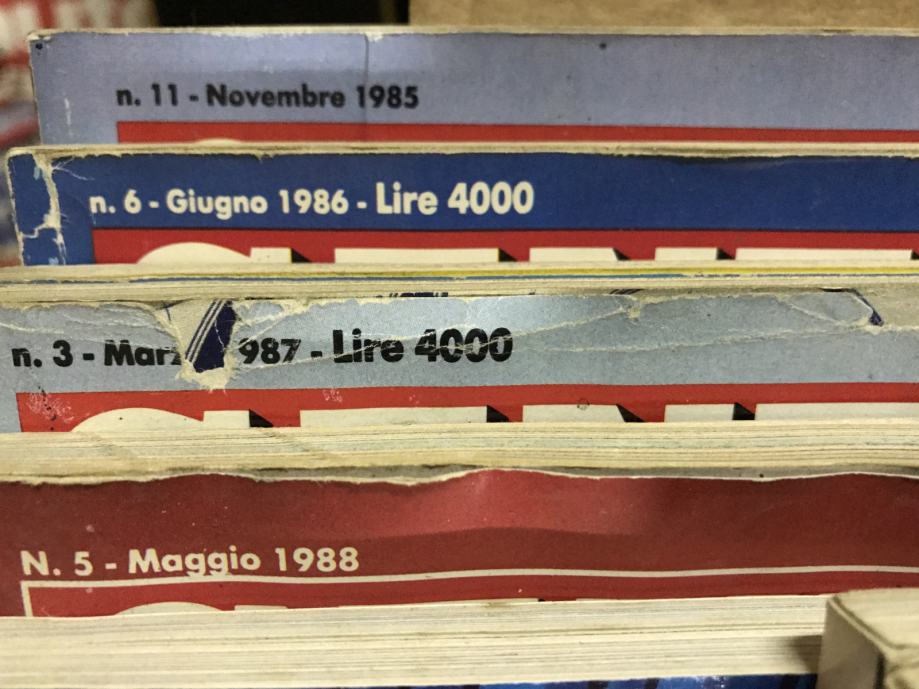 n. 11 - Novembre 1985
n. 6 - Giugno 1986 - Lire 4000
n. 3 - Marz 987 - Lire 4000
N. 5 - Maggio 1988